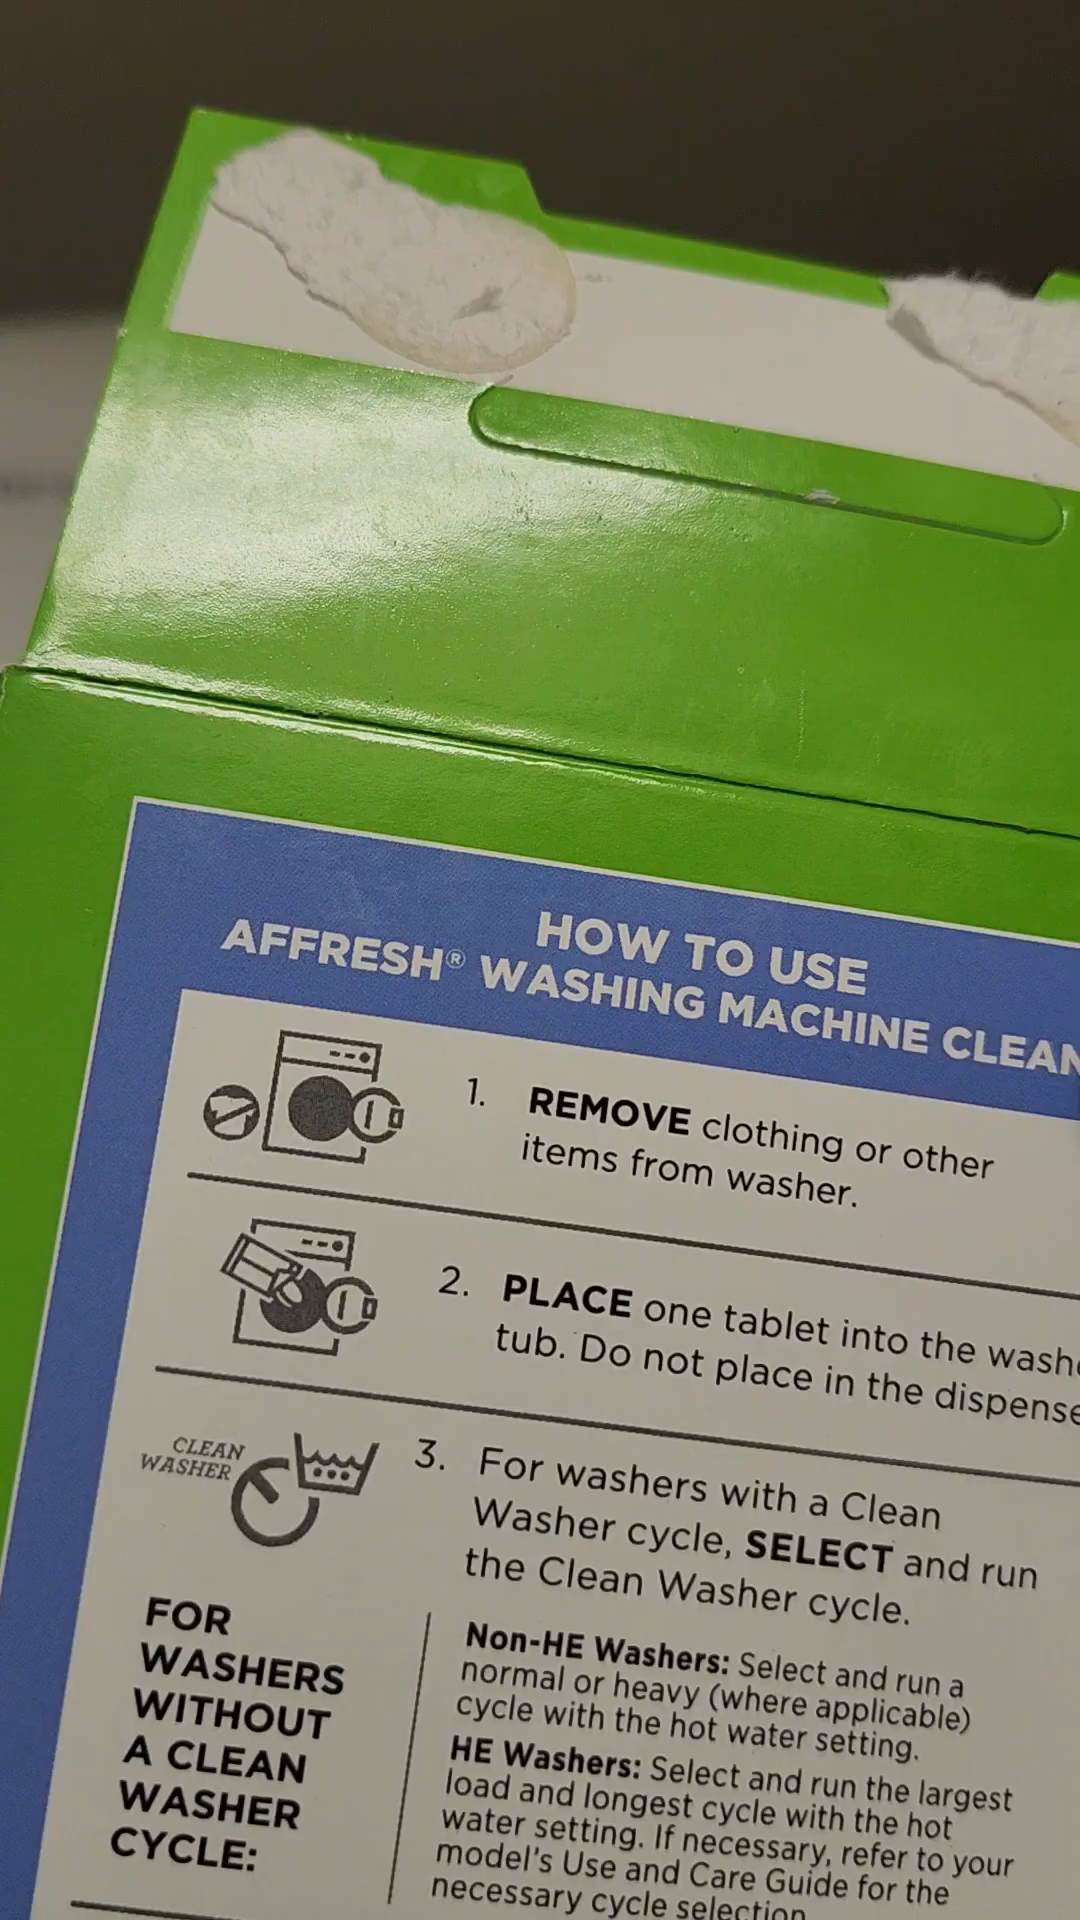 HOW TO USE
AFFRESH® WASHING MACHINE
1. REMOVE clothing or other
items from washer.
2. PLACE one tablet into the
tub. Do not place in the
CLEAN
WASHER
3. For washers with a Clean
Washer cycle, SELECT and run
the Clean Washer cycle.
FOR
WASHERS
WITHOUT
A CLEAN
WASHER
CYCLE:
Non-HE Washers: Select and run a
normal or heavy (where applicable)
cycle with the hot water setting.
HE Washers: Select and run the largest
load and longest cycle with the hot
water setting. If necessary, refer to your
model's Use and Care Guide for the
necessary cycle selection